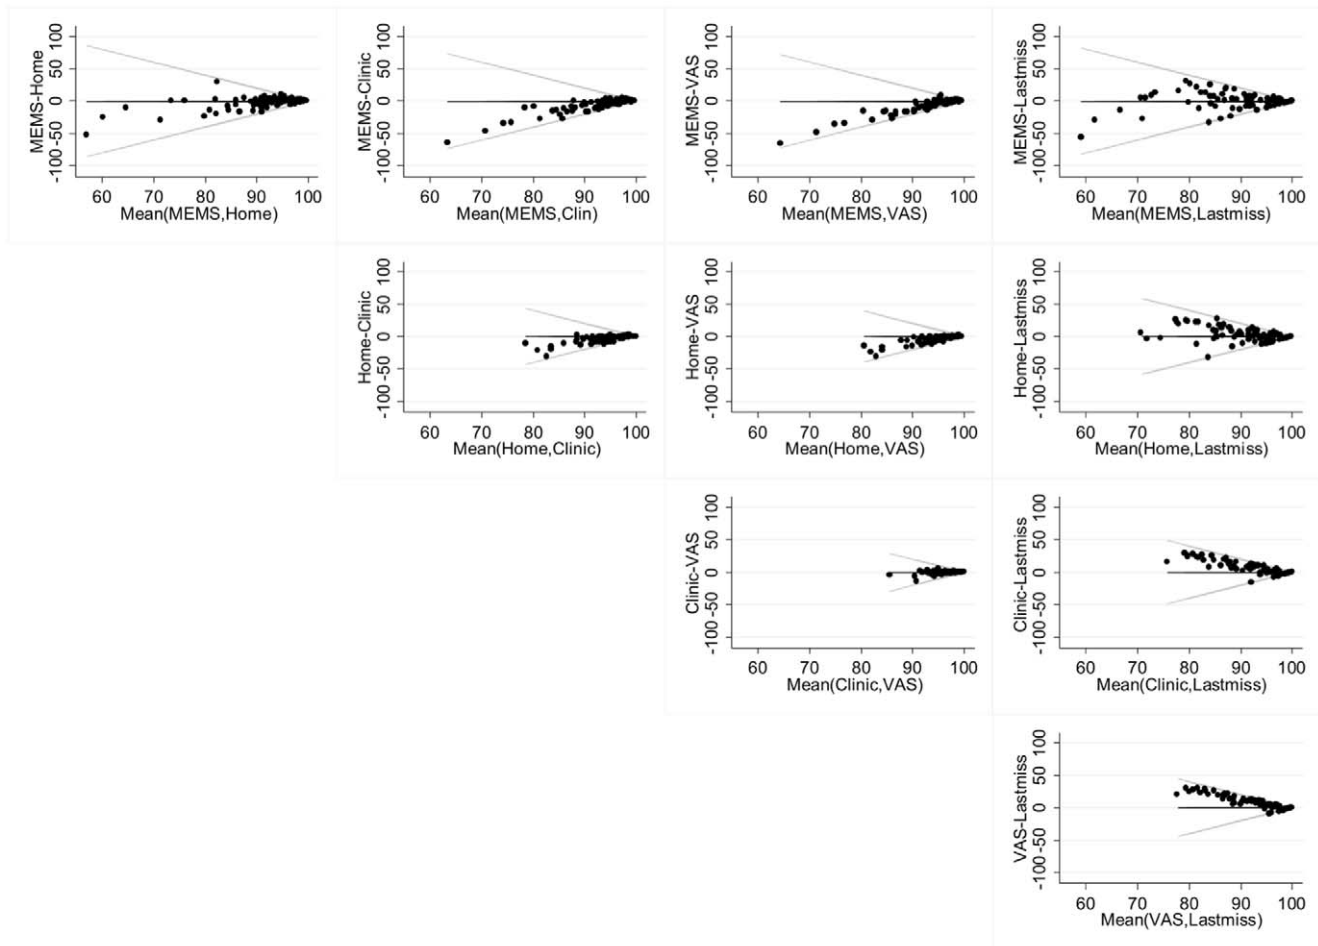 MEMS-Home
100
50
0
-50
-100
60 70 80 90 100
Mean(MEMS,Home)
MEMS-Clinic
100
50
0
-50
-100
60 70 80 90 100
Mean(MEMS,Clin)
MEMS-VAS
100
50
0
-50
-100
60 70 80 90 100
Mean(MEMS,VAS)
MEMS-Lastmiss
100
50
0
-50
-100
60 70 80 90 100
Mean(MEMS,Lastmiss)
Home-Clinic
100
50
0
-50
-100
60 70 80 90 100
Mean(Home,Clinic)
Home-VAS
100
50
0
-50
-100
60 70 80 90 100
Mean(Home,VAS)
Home-Lastmiss
100
50
0
-50
-100
60 70 80 90 100
Mean(Home,Lastmiss)
Clinic-VAS
100
50
0
-50
-100
60 70 80 90 100
Mean(Clinic,VAS)
Clinic-Lastmiss
100
50
0
-50
-100
60 70 80 90 100
Mean(Clinic,Lastmiss)
VAS-Lastmiss
100
50
0
-50
-100
60 70 80 90 100
Mean(VAS,Lastmiss)